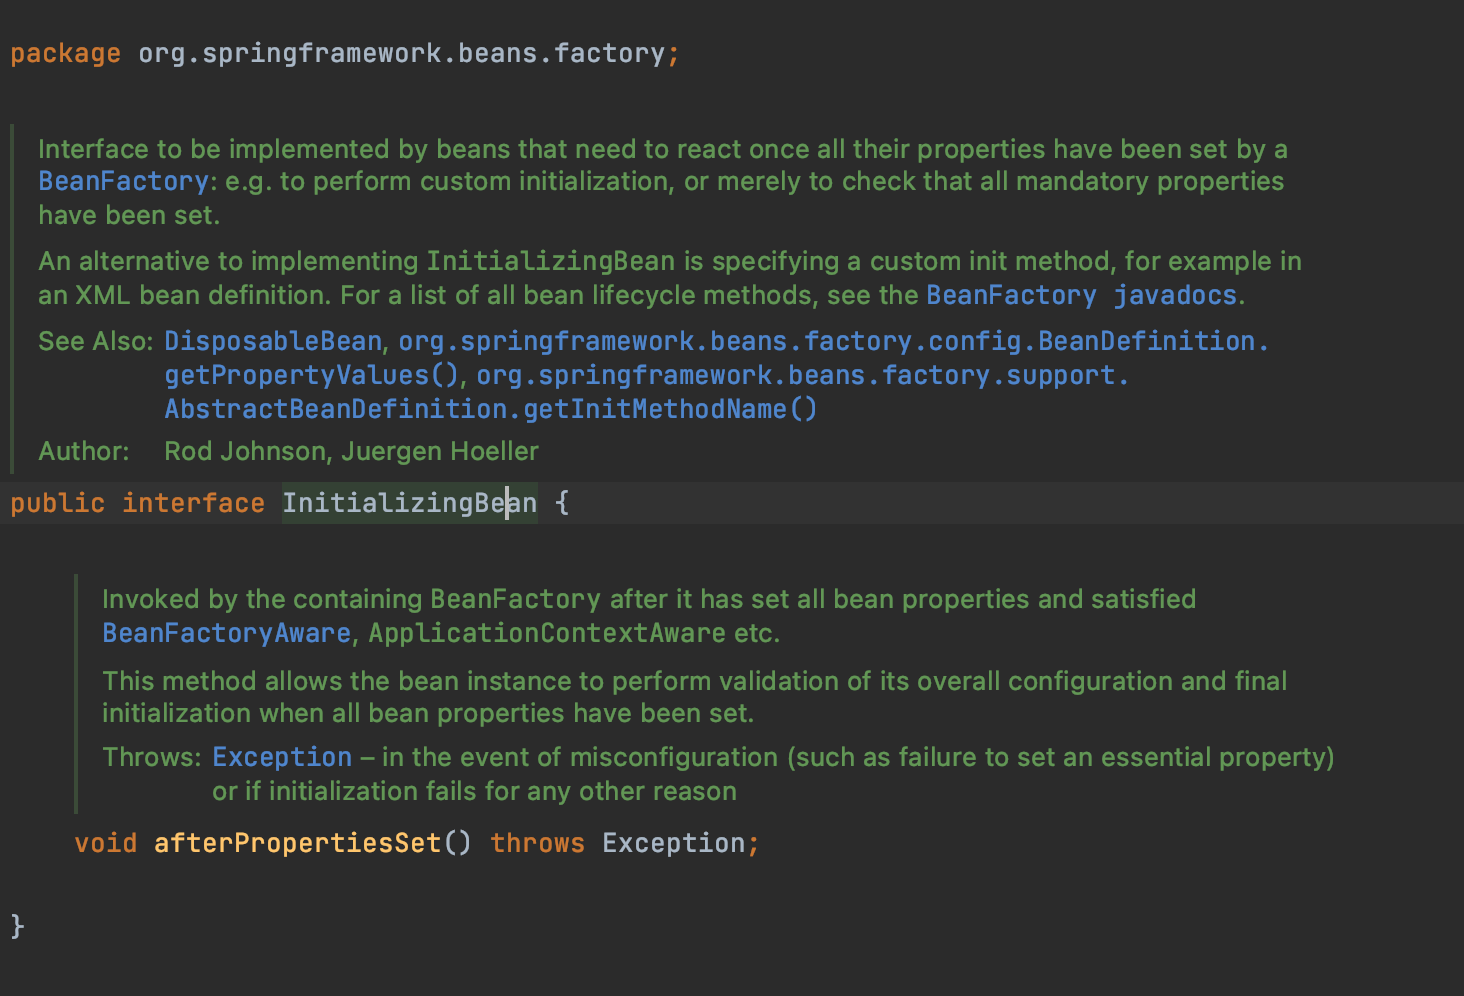 package org.springframework.beans.factory;
Interface to be implemented by beans that need to react once all their properties have been set by a
BeanFactory: e.g. to perform custom initialization, or merely to check that all mandatory properties
have been set.
An alternative to implementing InitializingBean is specifying a custom init method, for example in
an XML bean definition. For a list of all bean lifecycle methods, see the BeanFactory javadocs.
See Also: DisposableBean, org.springframework.beans.factory.config.BeanDefinition.
getPropertyValues(), org.springframework.beans.factory.support.
AbstractBeanDefinition.getInitMethodName()
Author: Rod Johnson, Juergen Hoeller
public interface InitializingBean {
Invoked by the containing BeanFactory after it has set all bean properties and satisfied
BeanFactoryAware, ApplicationContextAware etc.
This method allows the bean instance to perform validation of its overall configuration and final
initialization when all bean properties have been set.
Throws: Exception – in the event of misconfiguration (such as failure to set an essential property)
or if initialization fails for any other reason
void afterPropertiesSet() throws Exception;
}